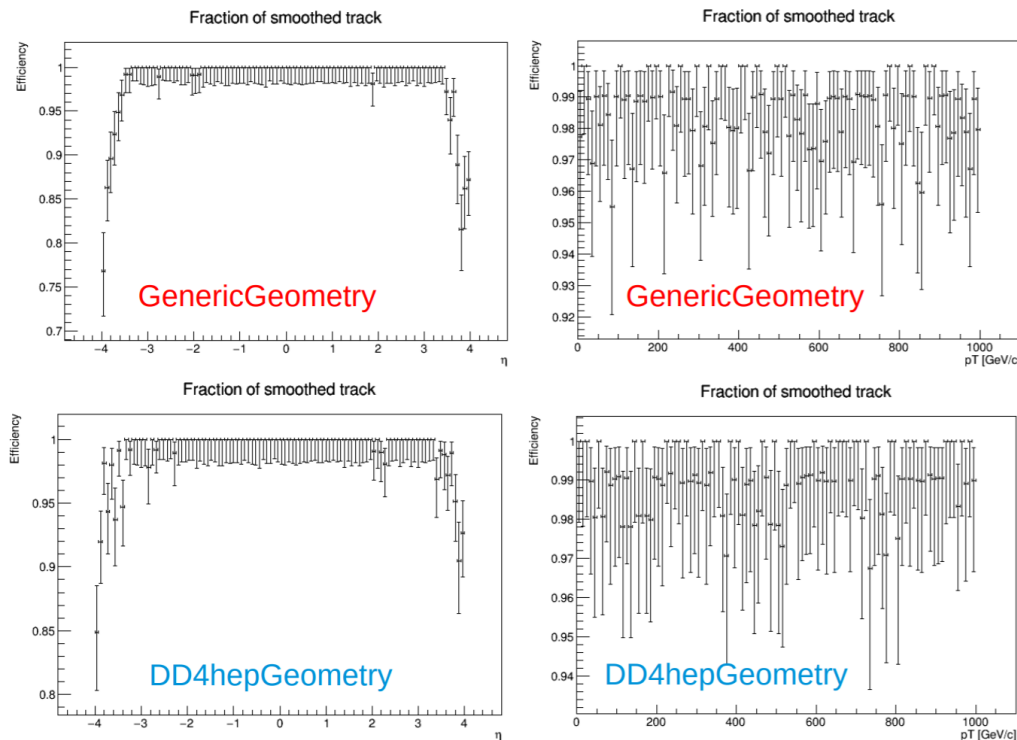 Fraction of smoothed track
Efficiency
1
0.95
0.9
0.85
0.8
0.75
0.7
GenericGeometry
−4 −3 −2 −1 0 1 2 3 4
η
Fraction of smoothed track
Efficiency
1
0.99
0.98
0.97
0.96
0.95
0.94
0.93
0.92
GenericGeometry
0 200 400 600 800 1000
pT [GeV/c]
Fraction of smoothed track
Efficiency
1
0.95
0.9
0.85
0.8
DD4hepGeometry
−4 −3 −2 −1 0 1 2 3 4
η
Fraction of smoothed track
Efficiency
1
0.99
0.98
0.97
0.96
0.95
0.94
DD4hepGeometry
0 200 400 600 800 1000
pT [GeV/c]